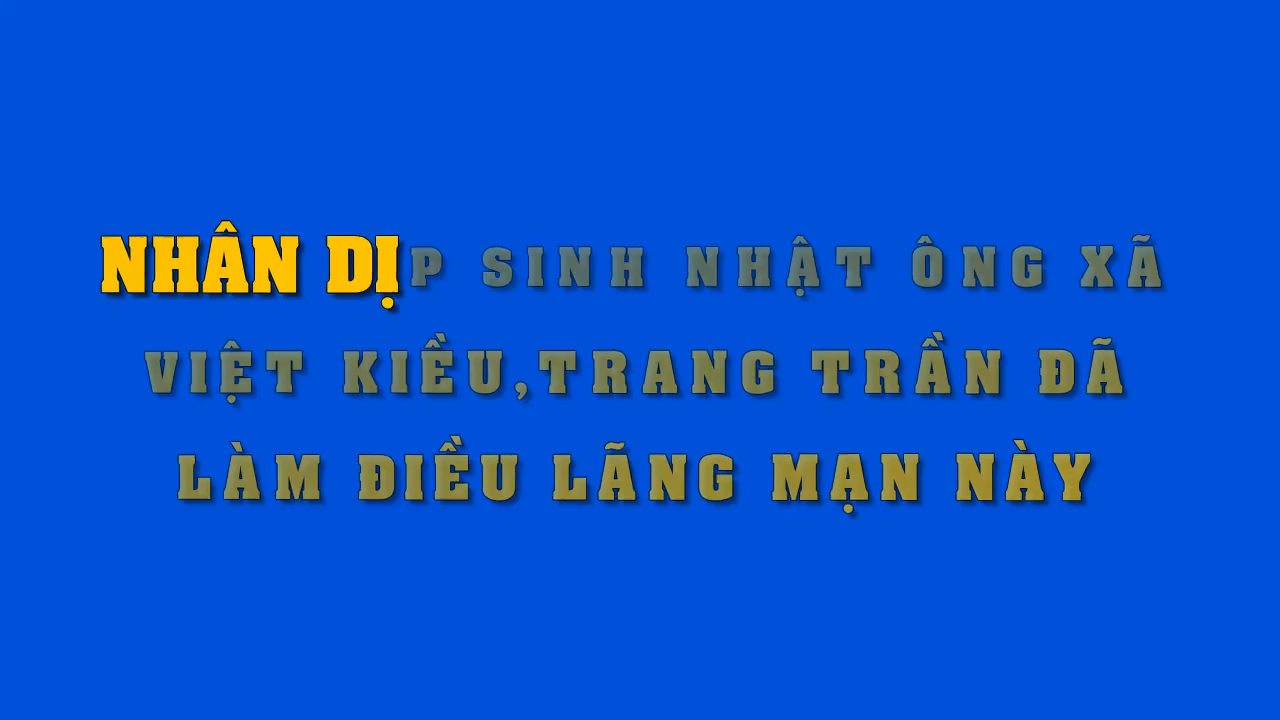 NHÂN DỊP SINH NHẬT ÔNG XÃ
VIỆT KIỀU,TRANG TRẦN ĐÃ
LÀM ĐIỀU LÃNG MẠN NÀY